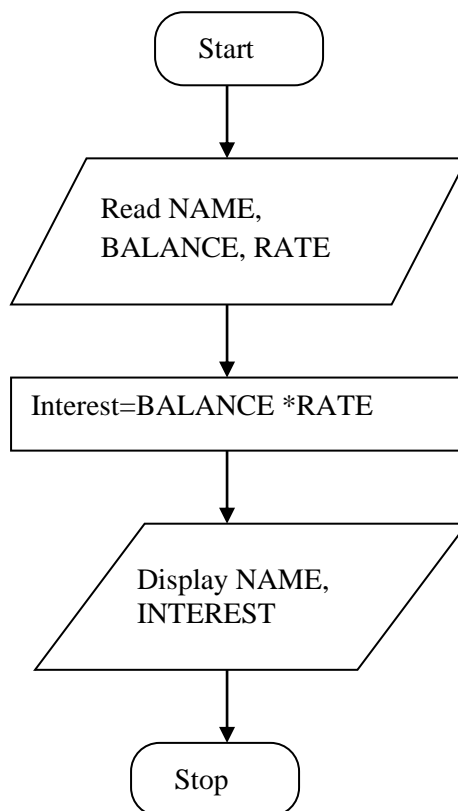 Start
Read NAME,
BALANCE, RATE
Interest=BALANCE *RATE
Display NAME,
INTEREST
Stop